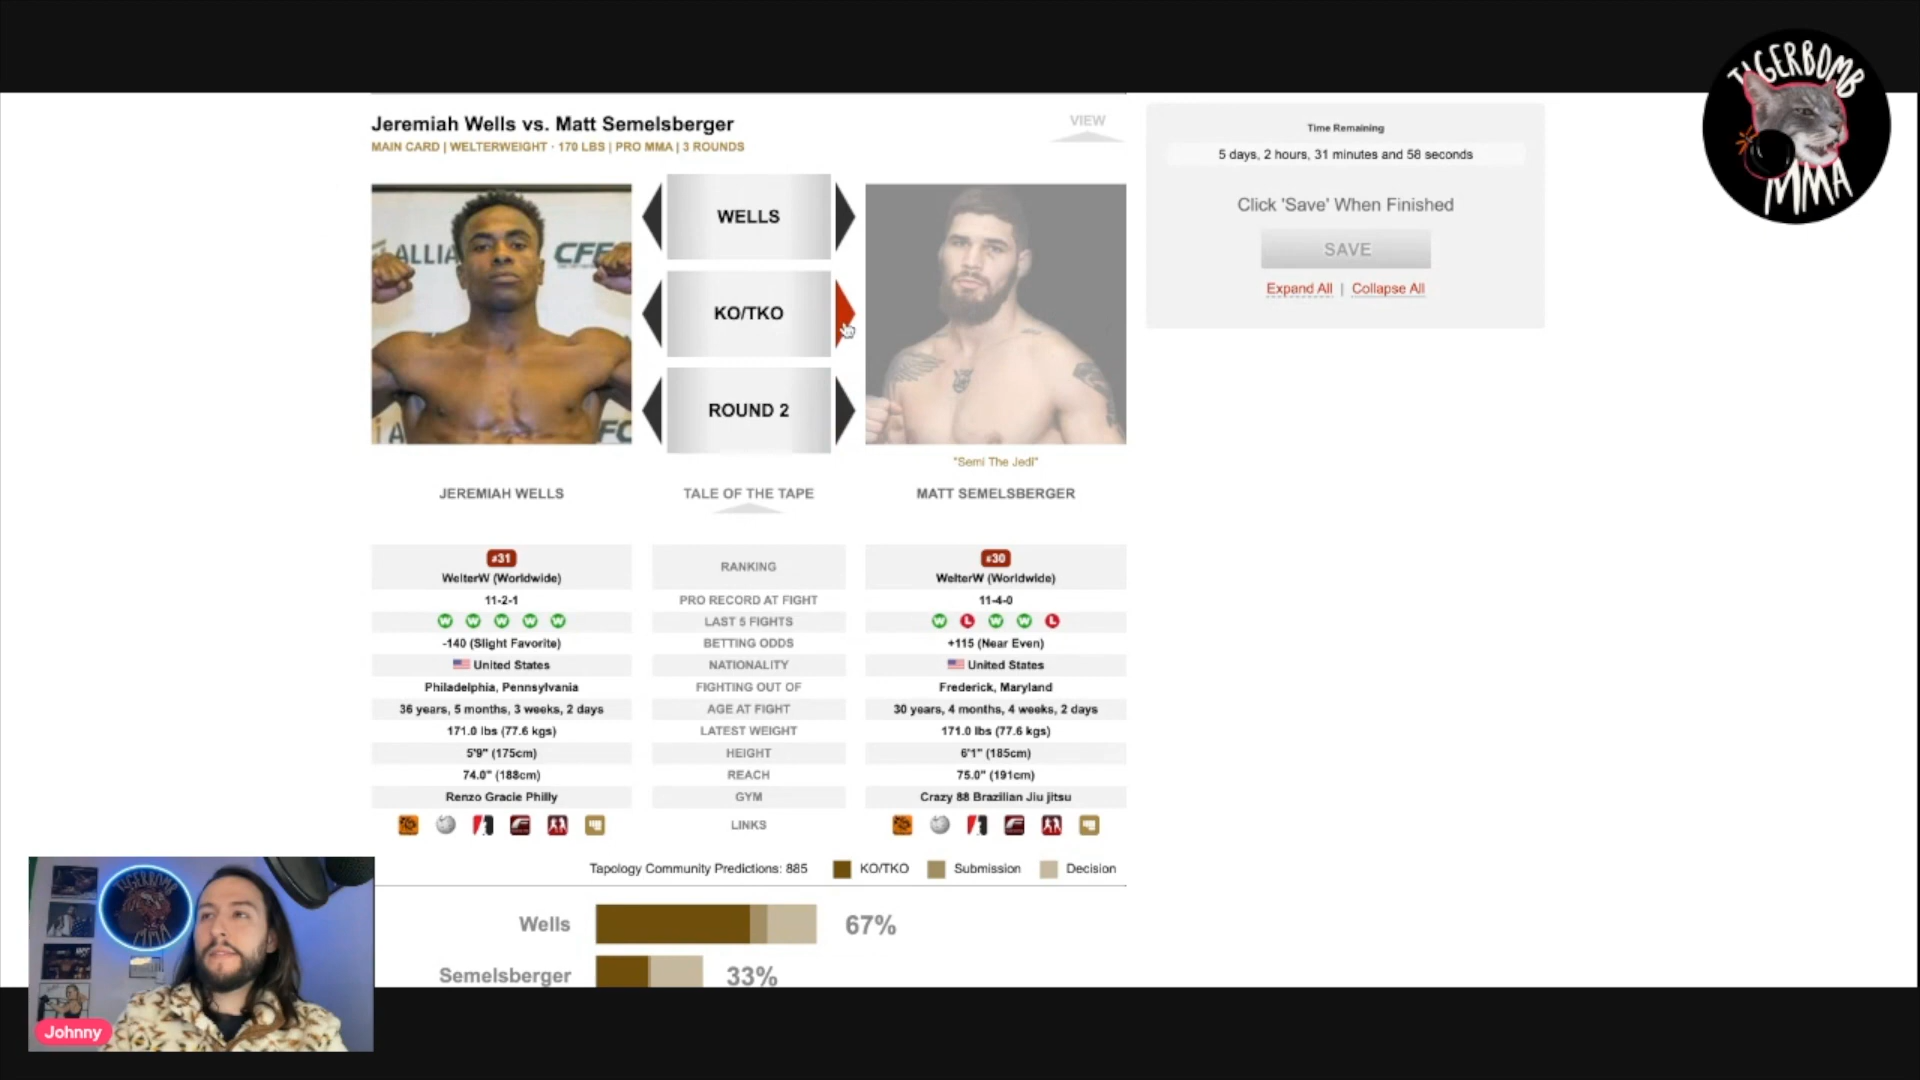 TIGERBOMB
MMA
Jeremiah Wells vs. Matt Semelsberger
MAIN CARD | WELTERWEIGHT · 170 LBS | PRO MMA | 3 ROUNDS
VIEW
Time Remaining
5 days, 2 hours, 31 minutes and 58 seconds
Click 'Save' When Finished
SAVE
Expand All | Collapse All
ALLIA
CFF
WELLS
KO/TKO
ROUND 2
"Semi The Jedi"
JEREMIAH WELLS
TALE OF THE TAPE
MATT SEMELSBERGER
#31 RANKING #30
WelterW (Worldwide) WelterW (Worldwide)
11-2-1 PRO RECORD AT FIGHT 11-4-0
W W W W W LAST 5 FIGHTS W L W W L
-140 (Slight Favorite) BETTING ODDS +115 (Near Even)
United States NATIONALITY United States
Philadelphia, Pennsylvania FIGHTING OUT OF Frederick, Maryland
36 years, 5 months, 3 weeks, 2 days AGE AT FIGHT 30 years, 4 months, 4 weeks, 2 days
171.0 lbs (77.6 kgs) LATEST WEIGHT 171.0 lbs (77.6 kgs)
5'9" (175cm) HEIGHT 6'1" (185cm)
74.0" (188cm) REACH 75.0" (191cm)
Renzo Gracie Philly GYM Crazy 88 Brazilian Jiu jitsu
LINKS
Tapology Community Predictions: 885 KO/TKO Submission Decision
Wells 67%
Semelsberger 33%
TIGERBOMB
MMA
Johnny